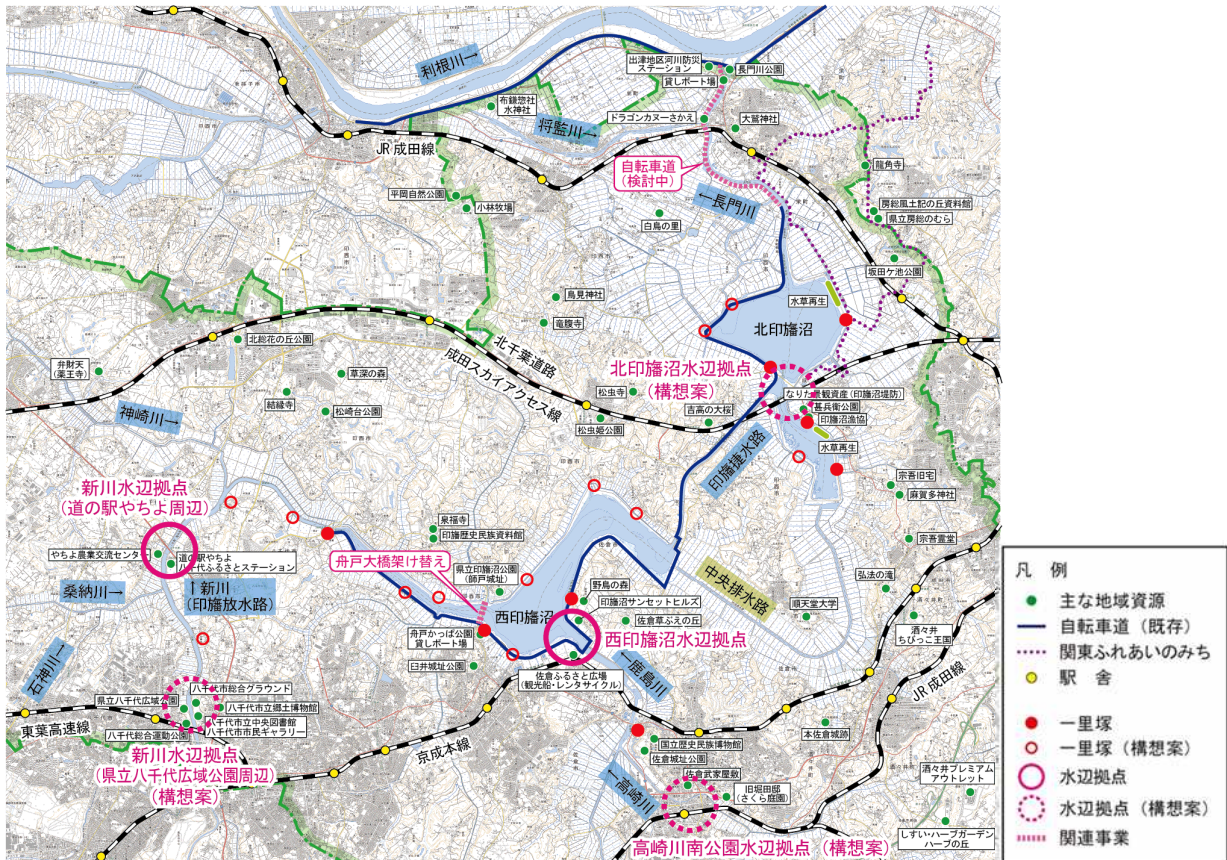 利根川→
出津地区河川防災
ステーション
長門川公園
貸しボート場
布鎌惣社
水神社
ドラゴンカヌーさかえ
大鷲神社
将監川→
JR成田線
自転車道
(検討中)
龍角寺
平岡自然公園
小林牧場
←長門川
白鳥の里
房総風土記の丘資料館
県立房総のむら
坂田ケ池公園
鳥見神社
水草再生
竜腹寺
北印旛沼
北総花の丘公園
北千葉道路
成田スカイアクセス線
北印旛沼水辺拠点
(構想案)
弁財天
(薬王寺)
草深の森
結縁寺
松虫寺
なりた景観資産(印旛沼堤防)
甚兵衛公園
印旛沼漁協
松崎台公園
吉高の大桜
松虫姫公園
神崎川→
水草再生
印旛捷水路
宗吾旧宅
麻賀多神社
新川水辺拠点
(道の駅やちよ周辺)
泉福寺
印旛歴史民族資料館
宗吾霊堂
やちよ農業交流センター
道の駅やちよ
八千代ふるさとステーション
舟戸大橋架け替え
県立印旛沼公園
(師戸城址)
野鳥の森
中央排水路
弘法の滝
桑納川→
↑新川
(印旛放水路)
印旛沼サンセットヒルズ
西印旛沼
佐倉草ぶえの丘
順天堂大学
酒々井
ちびっこ王国
舟戸かっぱ公園
貸しボート場
西印旛沼水辺拠点
石神川→
臼井城址公園
佐倉ふるさと広場
(観光船・レンタサイクル)
←鹿島川
JR成田線
八千代市総合グラウンド
県立八千代広域公園
八千代市立郷土博物館
八千代市立中央図書館
八千代市市民ギャラリー
八千代総合運動公園
東葉高速線
京成本線
本佐倉城跡
国立歴史民族博物館
佐倉城址公園
新川水辺拠点
(県立八千代広域公園周辺)
(構想案)
←高崎川
佐倉武家屋敷
旧堀田邸
(さくら庭園)
酒々井プレミアム
アウトレット
しすい・ハーブガーデン
ハーブの丘
高崎川南公園水辺拠点(構想案)
凡 例
主な地域資源
自転車道(既存)
関東ふれあいのみち
駅 舎
一里塚
一里塚(構想案)
水辺拠点
水辺拠点(構想案)
関連事業